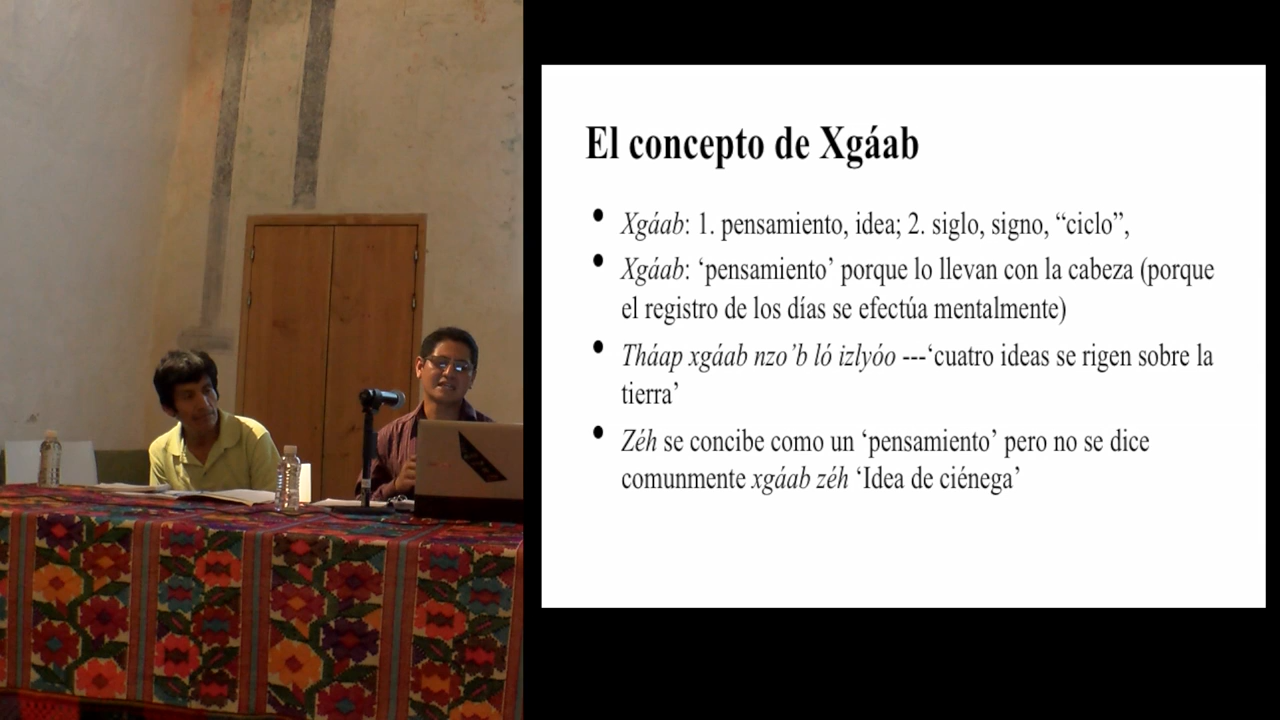 El concepto de Xgáab
• Xgáab: 1. pensamiento, idea; 2. siglo, signo, “ciclo”,
• Xgáab: ‘pensamiento’ porque lo llevan con la cabeza (porque
el registro de los días se efectúa mentalmente)
• Tháap xgáab nzo’b ló izlyóo ---‘cuatro ideas se rigen sobre la
tierra’
• Zéh se concibe como un ‘pensamiento’ pero no se dice
comunmente xgáab zéh ‘Idea de ciénega’